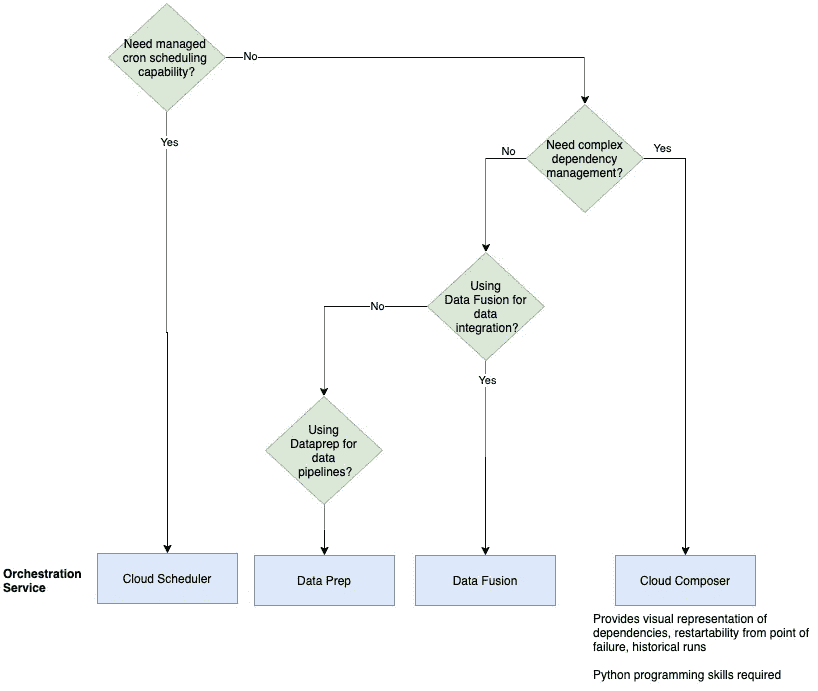 Need managed
cron scheduling
capability?
No
Yes
Need complex
dependency
management?
No
Yes
Using
Data Fusion for
data
integration?
No
Yes
Using
Dataprep for
data
pipelines?
Orchestration
Service
Cloud Scheduler
Data Prep
Data Fusion
Cloud Composer
Provides visual representation of
dependencies, restartability from point of
failure, historical runs
Python programming skills required